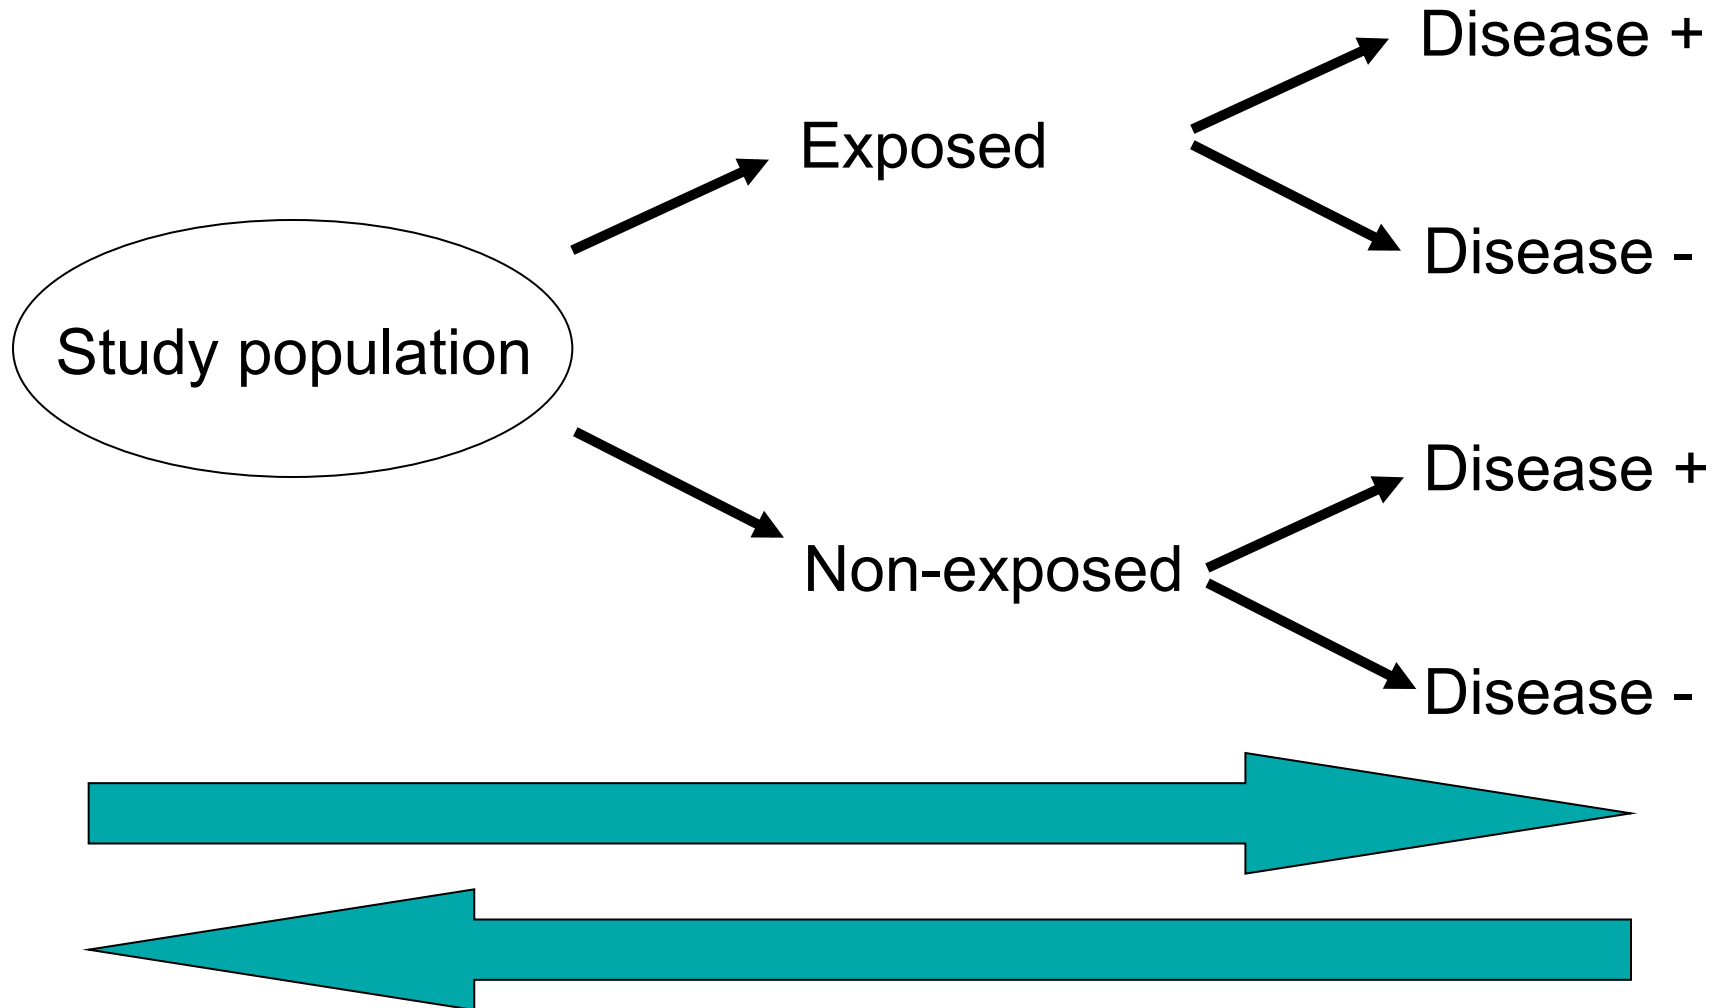 Disease +
Exposed
Disease -
Study population
Disease +
Non-exposed
Disease -